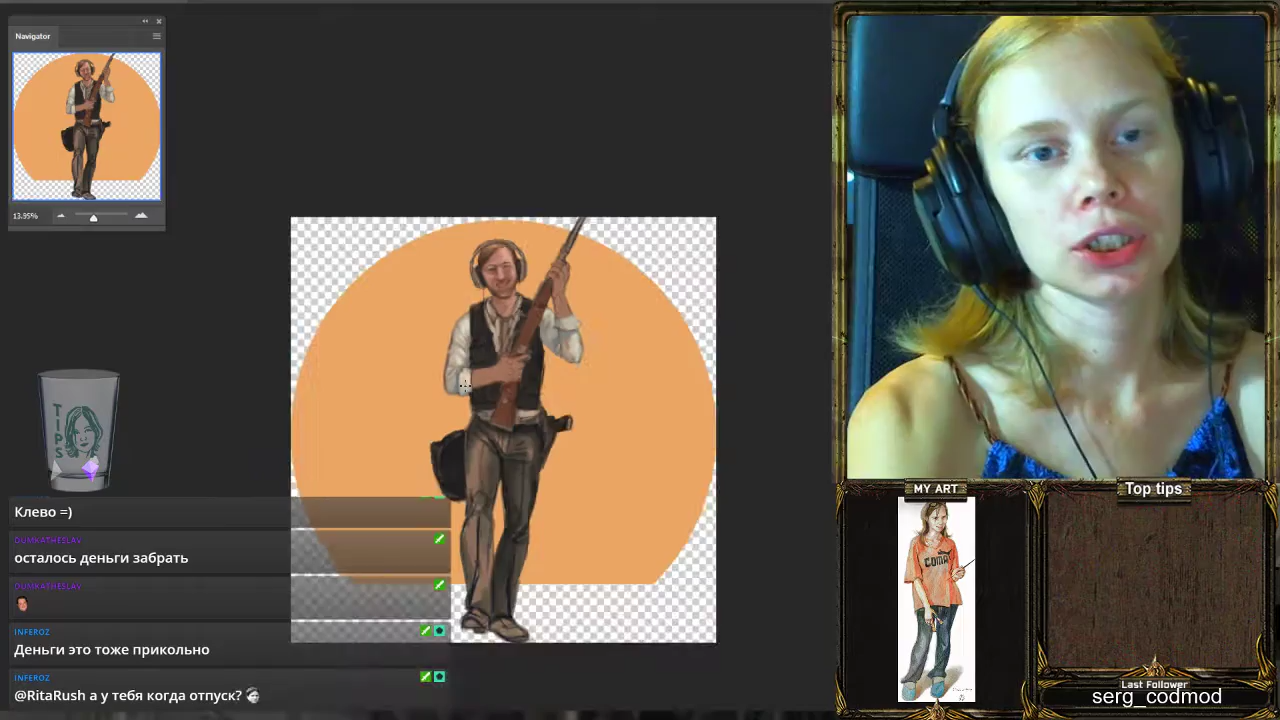 Navigator
13.95%
TIPS
Клево =)
DUMKATHESLAV
осталось деньги забрать
DUMKATHESLAV
INFEROZ
Деньги это тоже прикольно
INFEROZ
@RitaRush а у тебя когда отпуск?
MY ART
Top tips
Last Follower
serg_codmod